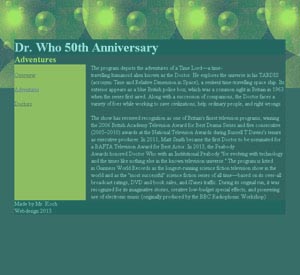 Dr. Who 50th Anniversary
Adventures
Overview
Adventures
Doctors
The program depicts the adventures of a Time Lord—a time-
travelling humanoid alien known as the Doctor. He explores the universe in his TARDIS
(acronym: Time and Relative Dimension in Space), a sentient time-travelling space ship. Its
exterior appears as a blue British police box, which was a common sight in Britain in 1963
when the series first aired. Along with a succession of companions, the Doctor faces a
variety of foes while working to save civilisations, help ordinary people, and right wrongs.
The show has received recognition as one of Britain's finest television programs, winning
the 2006 British Academy Television Award for Best Drama Series and five consecutive
(2005–2010) awards at the National Television Awards during Russell T Davies's tenure
as executive producer. In 2011, Matt Smith became the first Doctor to be nominated for
a BAFTA Television Award for Best Actor. In 2013, the Peabody
Awards honored Doctor Who with an Institutional Peabody "for evolving with technology
and the times like nothing else in the known television universe." The program is listed
in Guinness World Records as the longest-running science fiction television show in the
world and as the "most successful" science fiction series of all time—based on its over-all
broadcast ratings, DVD and book sales, and iTunes traffic. During its original run, it was
recognized for its imaginative stories, creative low-budget special effects, and pioneering
use of electronic music (originally produced by the BBC Radiophonic Workshop).
Made by Mr. Koch
Web design 2013